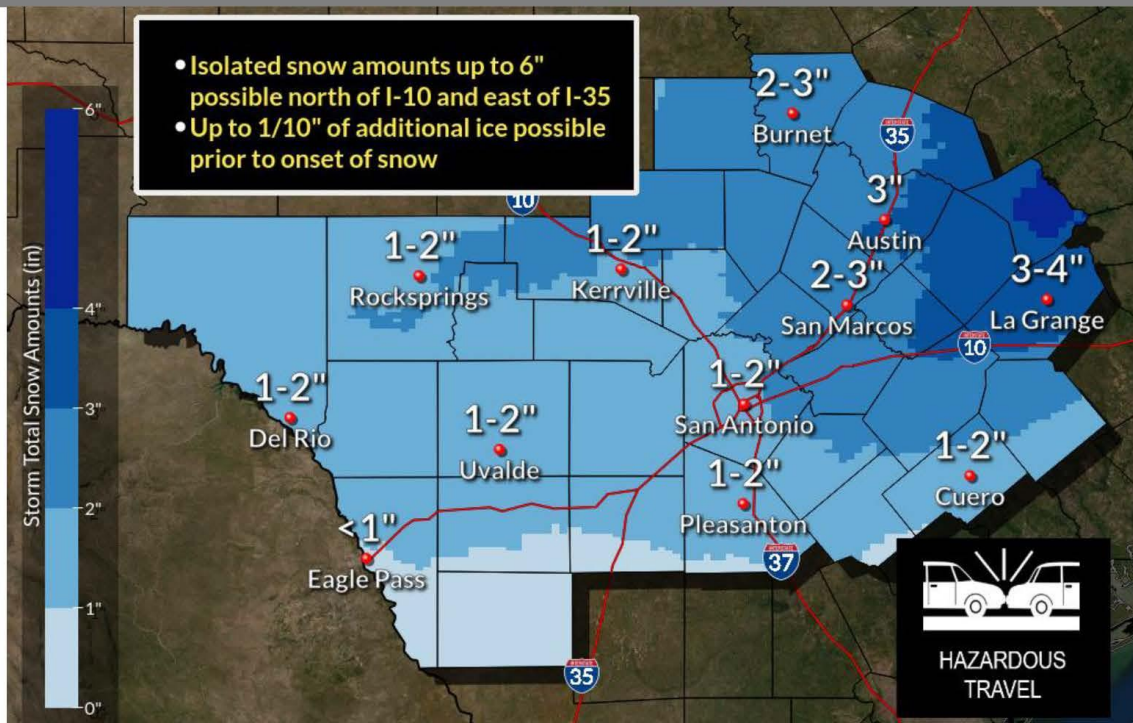 • Isolated snow amounts up to 6"
possible north of I-10 and east of I-35
• Up to 1/10" of additional ice possible
prior to onset of snow
Storm Total Snow Amounts (in)
6"
4"
3"
2"
1"
0"
2-3"
Burnet
35
10
3"
Austin
1-2"
Rocksprings
1-2"
Kerrville
2-3"
San Marcos
3-4"
La Grange
10
1-2"
Del Rio
1-2"
Uvalde
1-2"
San Antonio
1-2"
Pleasanton
1-2"
Cuero
<1"
Eagle Pass
37
35
HAZARDOUS
TRAVEL